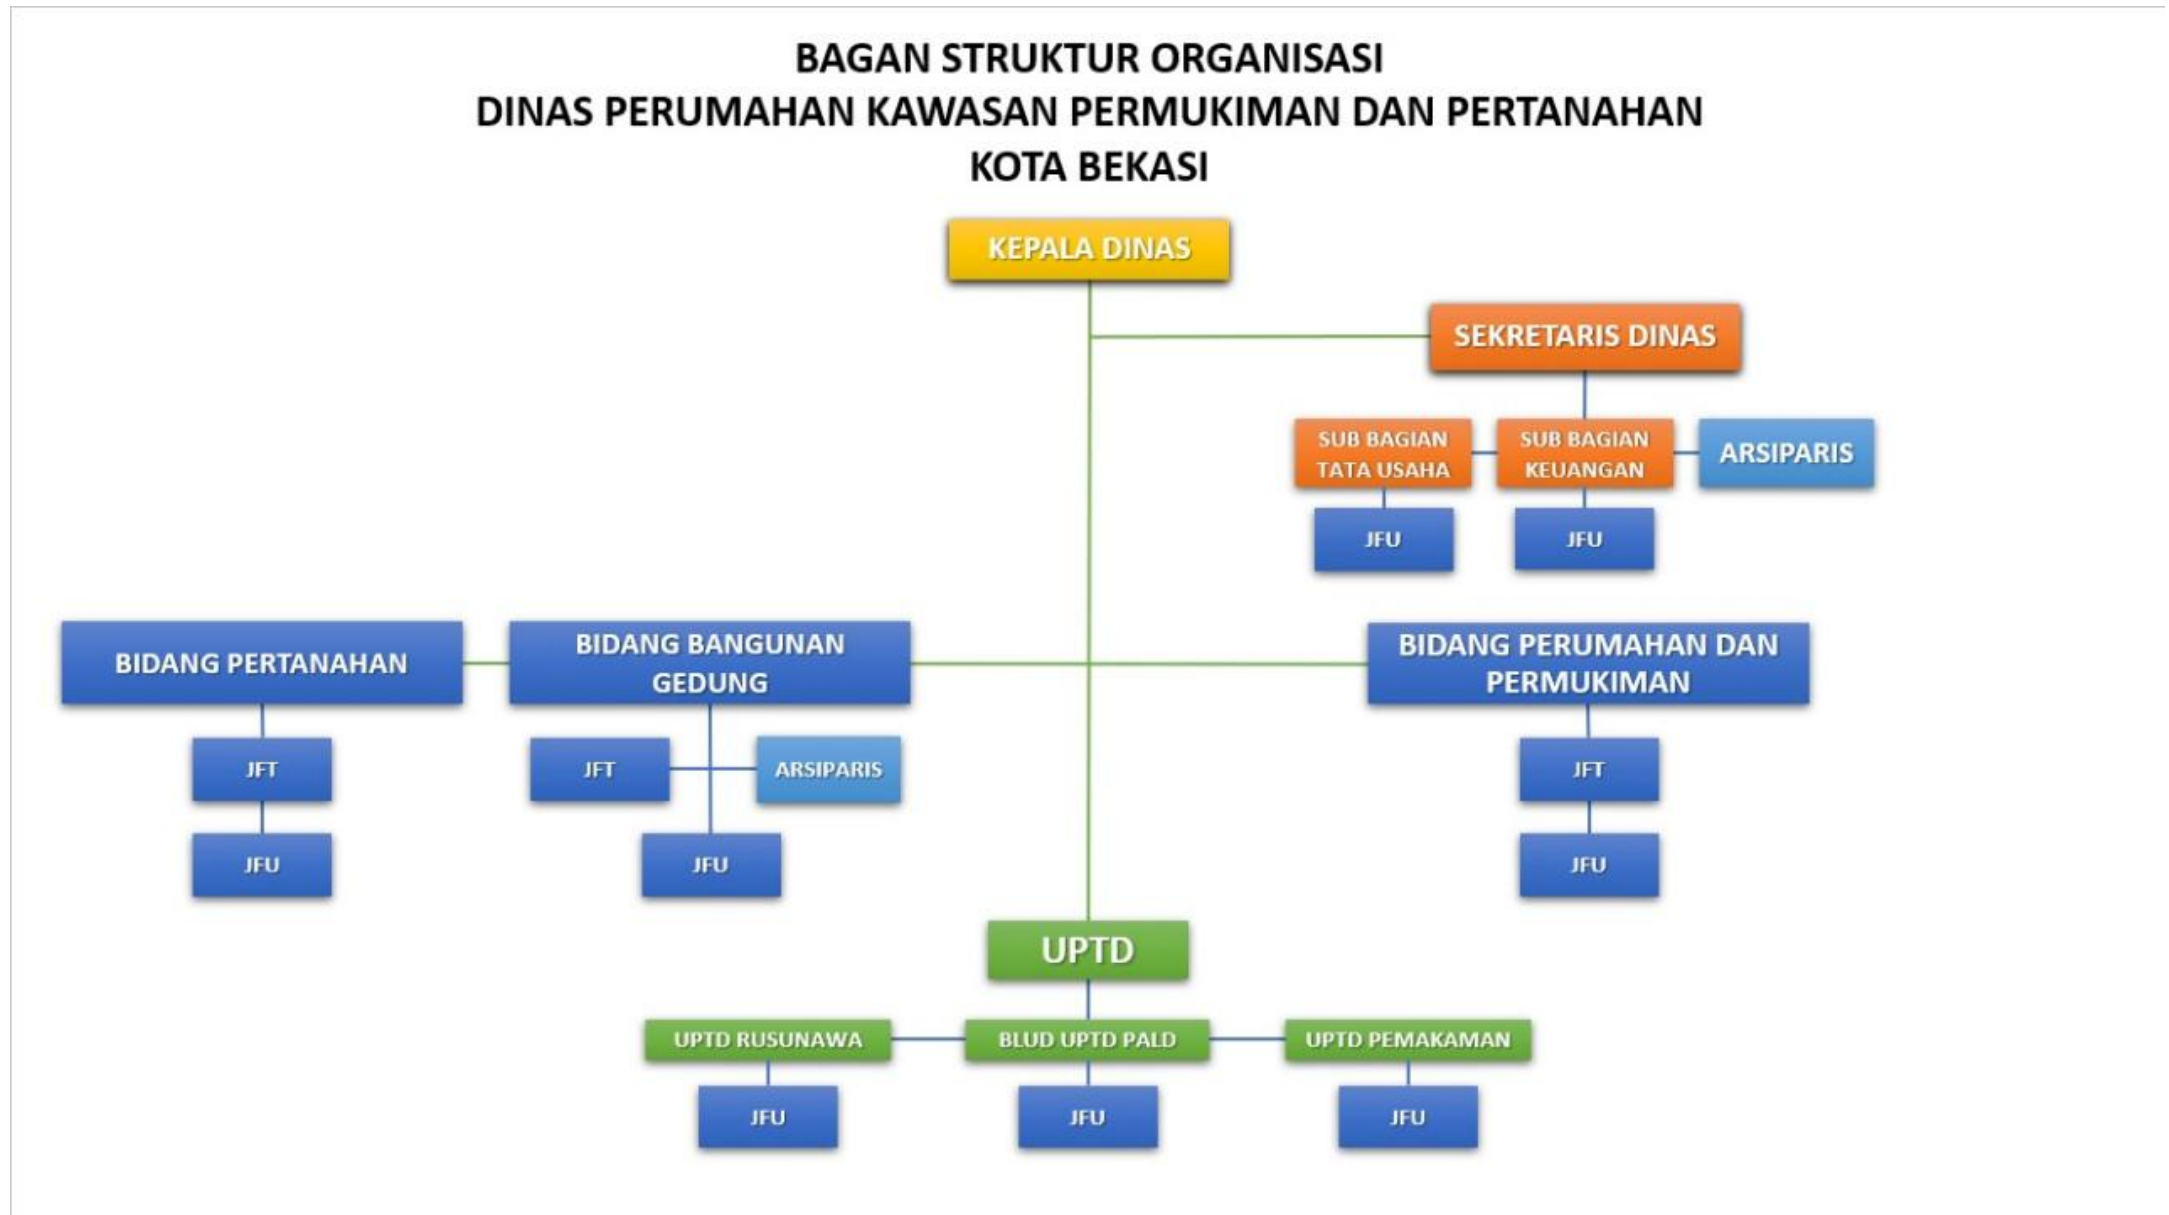 BAGAN STRUKTUR ORGANISASI
DINAS PERUMAHAN KAWASAN PERMUKIMAN DAN PERTANAHAN
KOTA BEKASI
KEPALA DINAS
SEKRETARIS DINAS
SUB BAGIAN
TATA USAHA
SUB BAGIAN
KEUANGAN
ARSIPARIS
JFU
JFU
BIDANG PERTANAHAN
BIDANG BANGUNAN
GEDUNG
BIDANG PERUMAHAN DAN
PERMUKIMAN
JFT
JFT
ARSIPARIS
JFT
JFU
JFU
JFU
UPTD
UPTD RUSUNAWA
BLUD UPTD PALD
UPTD PEMAKAMAN
JFU
JFU
JFU